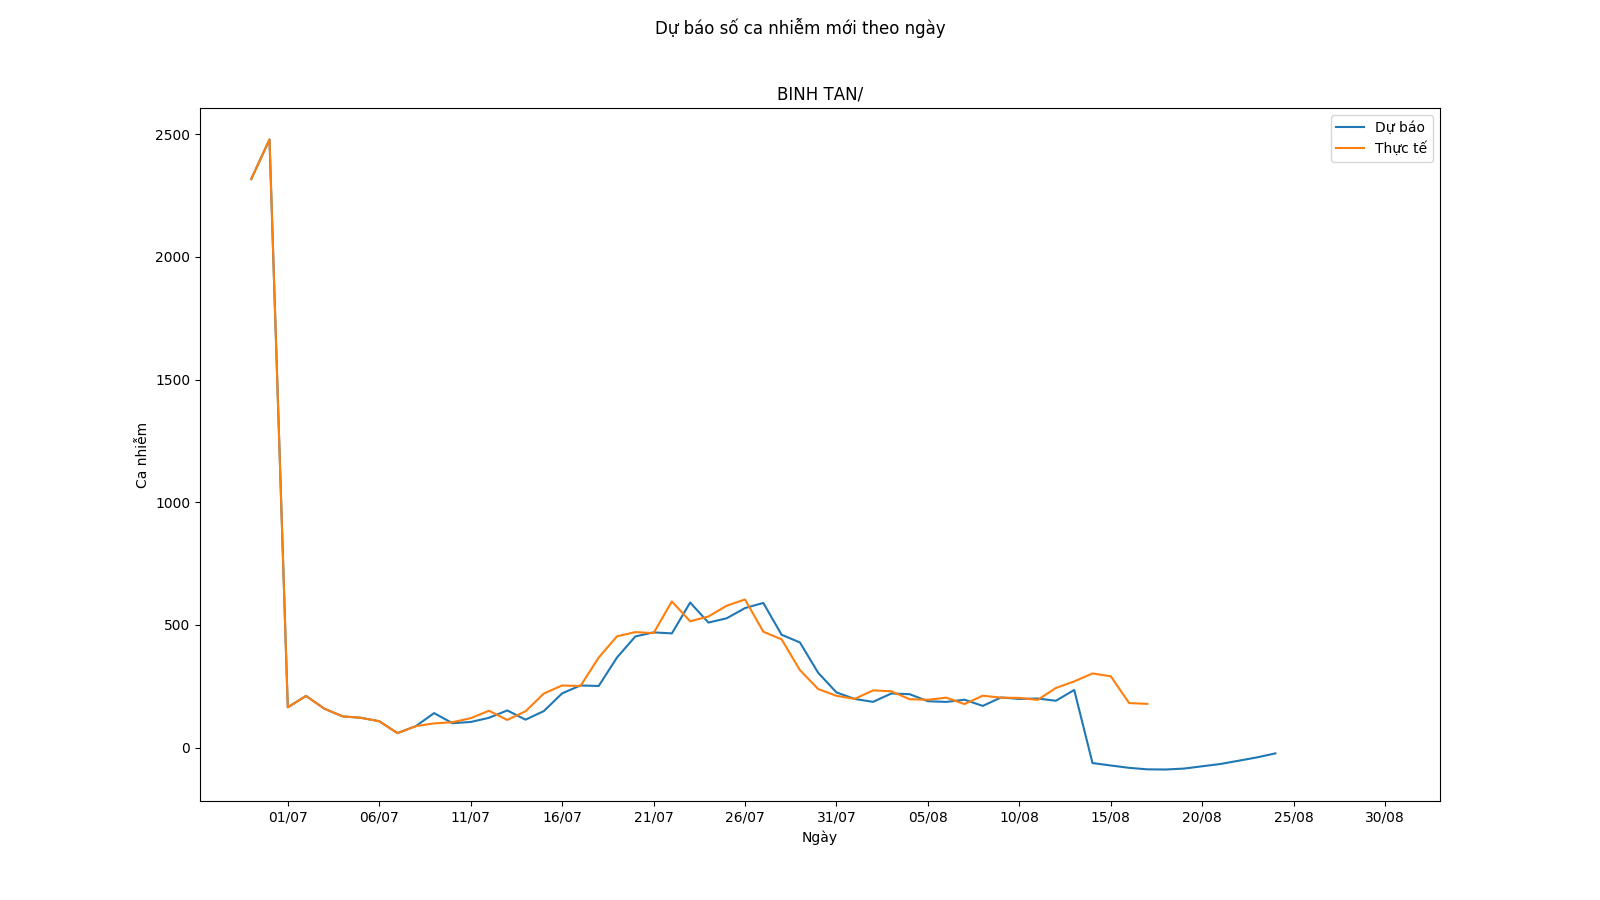 Dự báo số ca nhiễm mới theo ngày
BINH TAN/
Dự báo
Thực tế
2500
2000
1500
1000
500
0
Ca nhiễm
01/07 06/07 11/07 16/07 21/07 26/07 31/07 05/08 10/08 15/08 20/08 25/08 30/08
Ngày